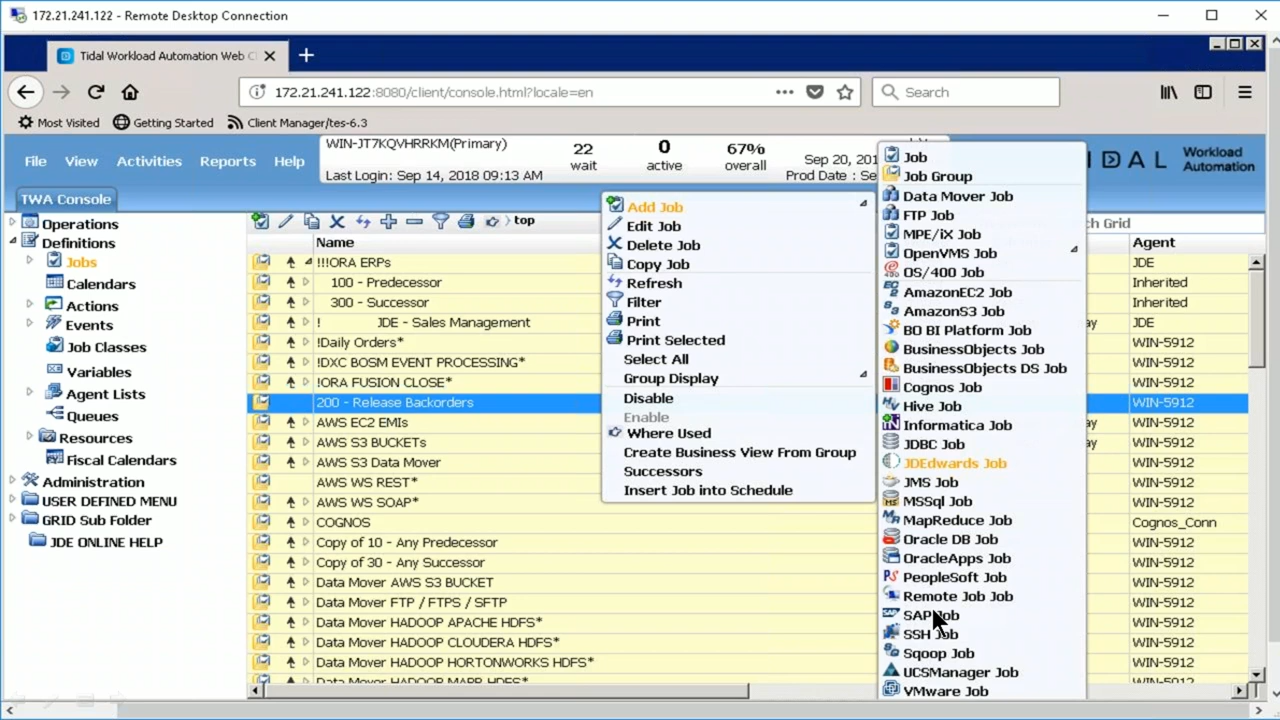 172.21.241.122 - Remote Desktop Connection
Tidal Workload Automation Web
172.21.241.122:8080/client/console.html?locale=en
Search
Most Visited Getting Started Client Manager/tes-6.3
File View Activities Reports Help
WIN-JT7KQVHRRKM(Primary)
Last Login: Sep 14, 2018 09:13 AM
22
wait
0
active
67%
overall
Sep 20, 201
Prod Date : Se
DAL Workload
Automation
TWA Console
Operations
Definitions
Jobs
Calendars
Actions
Events
Job Classes
Variables
Agent Lists
Queues
Resources
Fiscal Calendars
Administration
USER DEFINED MENU
GRID Sub Folder
JDE ONLINE HELP
top
Name
!!!ORA ERPs
100 - Predecessor
300 - Successor
! JDE - Sales Management
!Daily Orders*
!DXC BOSM EVENT PROCESSING*
!ORA FUSION CLOSE*
200 - Release Backorders
AWS EC2 EMIs
AWS S3 BUCKETs
AWS S3 Data Mover
AWS WS REST*
AWS WS SOAP*
COGNOS
Copy of 10 - Any Predecessor
Copy of 30 - Any Successor
Data Mover AWS S3 BUCKET
Data Mover FTP / FTPS / SFTP
Data Mover HADOOP APACHE HDFS*
Data Mover HADOOP CLOUDERA HDFS*
Data Mover HADOOP HORTONWORKS HDFS*
Data Mover HADOOP MAPR HDFS*
Add Job
Edit Job
Delete Job
Copy Job
Refresh
Filter
Print
Print Selected
Select All
Group Display
Disable
Enable
Where Used
Create Business View From Group
Successors
Insert Job into Schedule
Job
Job Group
Data Mover Job
FTP Job
MPE/iX Job
OpenVMS Job
OS/400 Job
AmazonEC2 Job
AmazonS3 Job
BO BI Platform Job
BusinessObjects Job
BusinessObjects DS Job
Cognos Job
Hive Job
Informatica Job
JDBC Job
JDEdwards Job
JMS Job
MSSql Job
MapReduce Job
Oracle DB Job
OracleApps Job
PeopleSoft Job
Remote Job Job
SAP Job
SSH Job
Sqoop Job
UCSManager Job
VMware Job
ch Grid
Agent
JDE
Inherited
Inherited
ay JDE
WIN-5912
WIN-5912
WIN-5912
WIN-5912
ay WIN-5912
ay WIN-5912
WIN-5912
WIN-5912
WIN-5912
Cognos_Conn
WIN-5912
WIN-5912
WIN-5912
WIN-5912
WIN-5912
WIN-5912
WIN-5912
WIN-5912